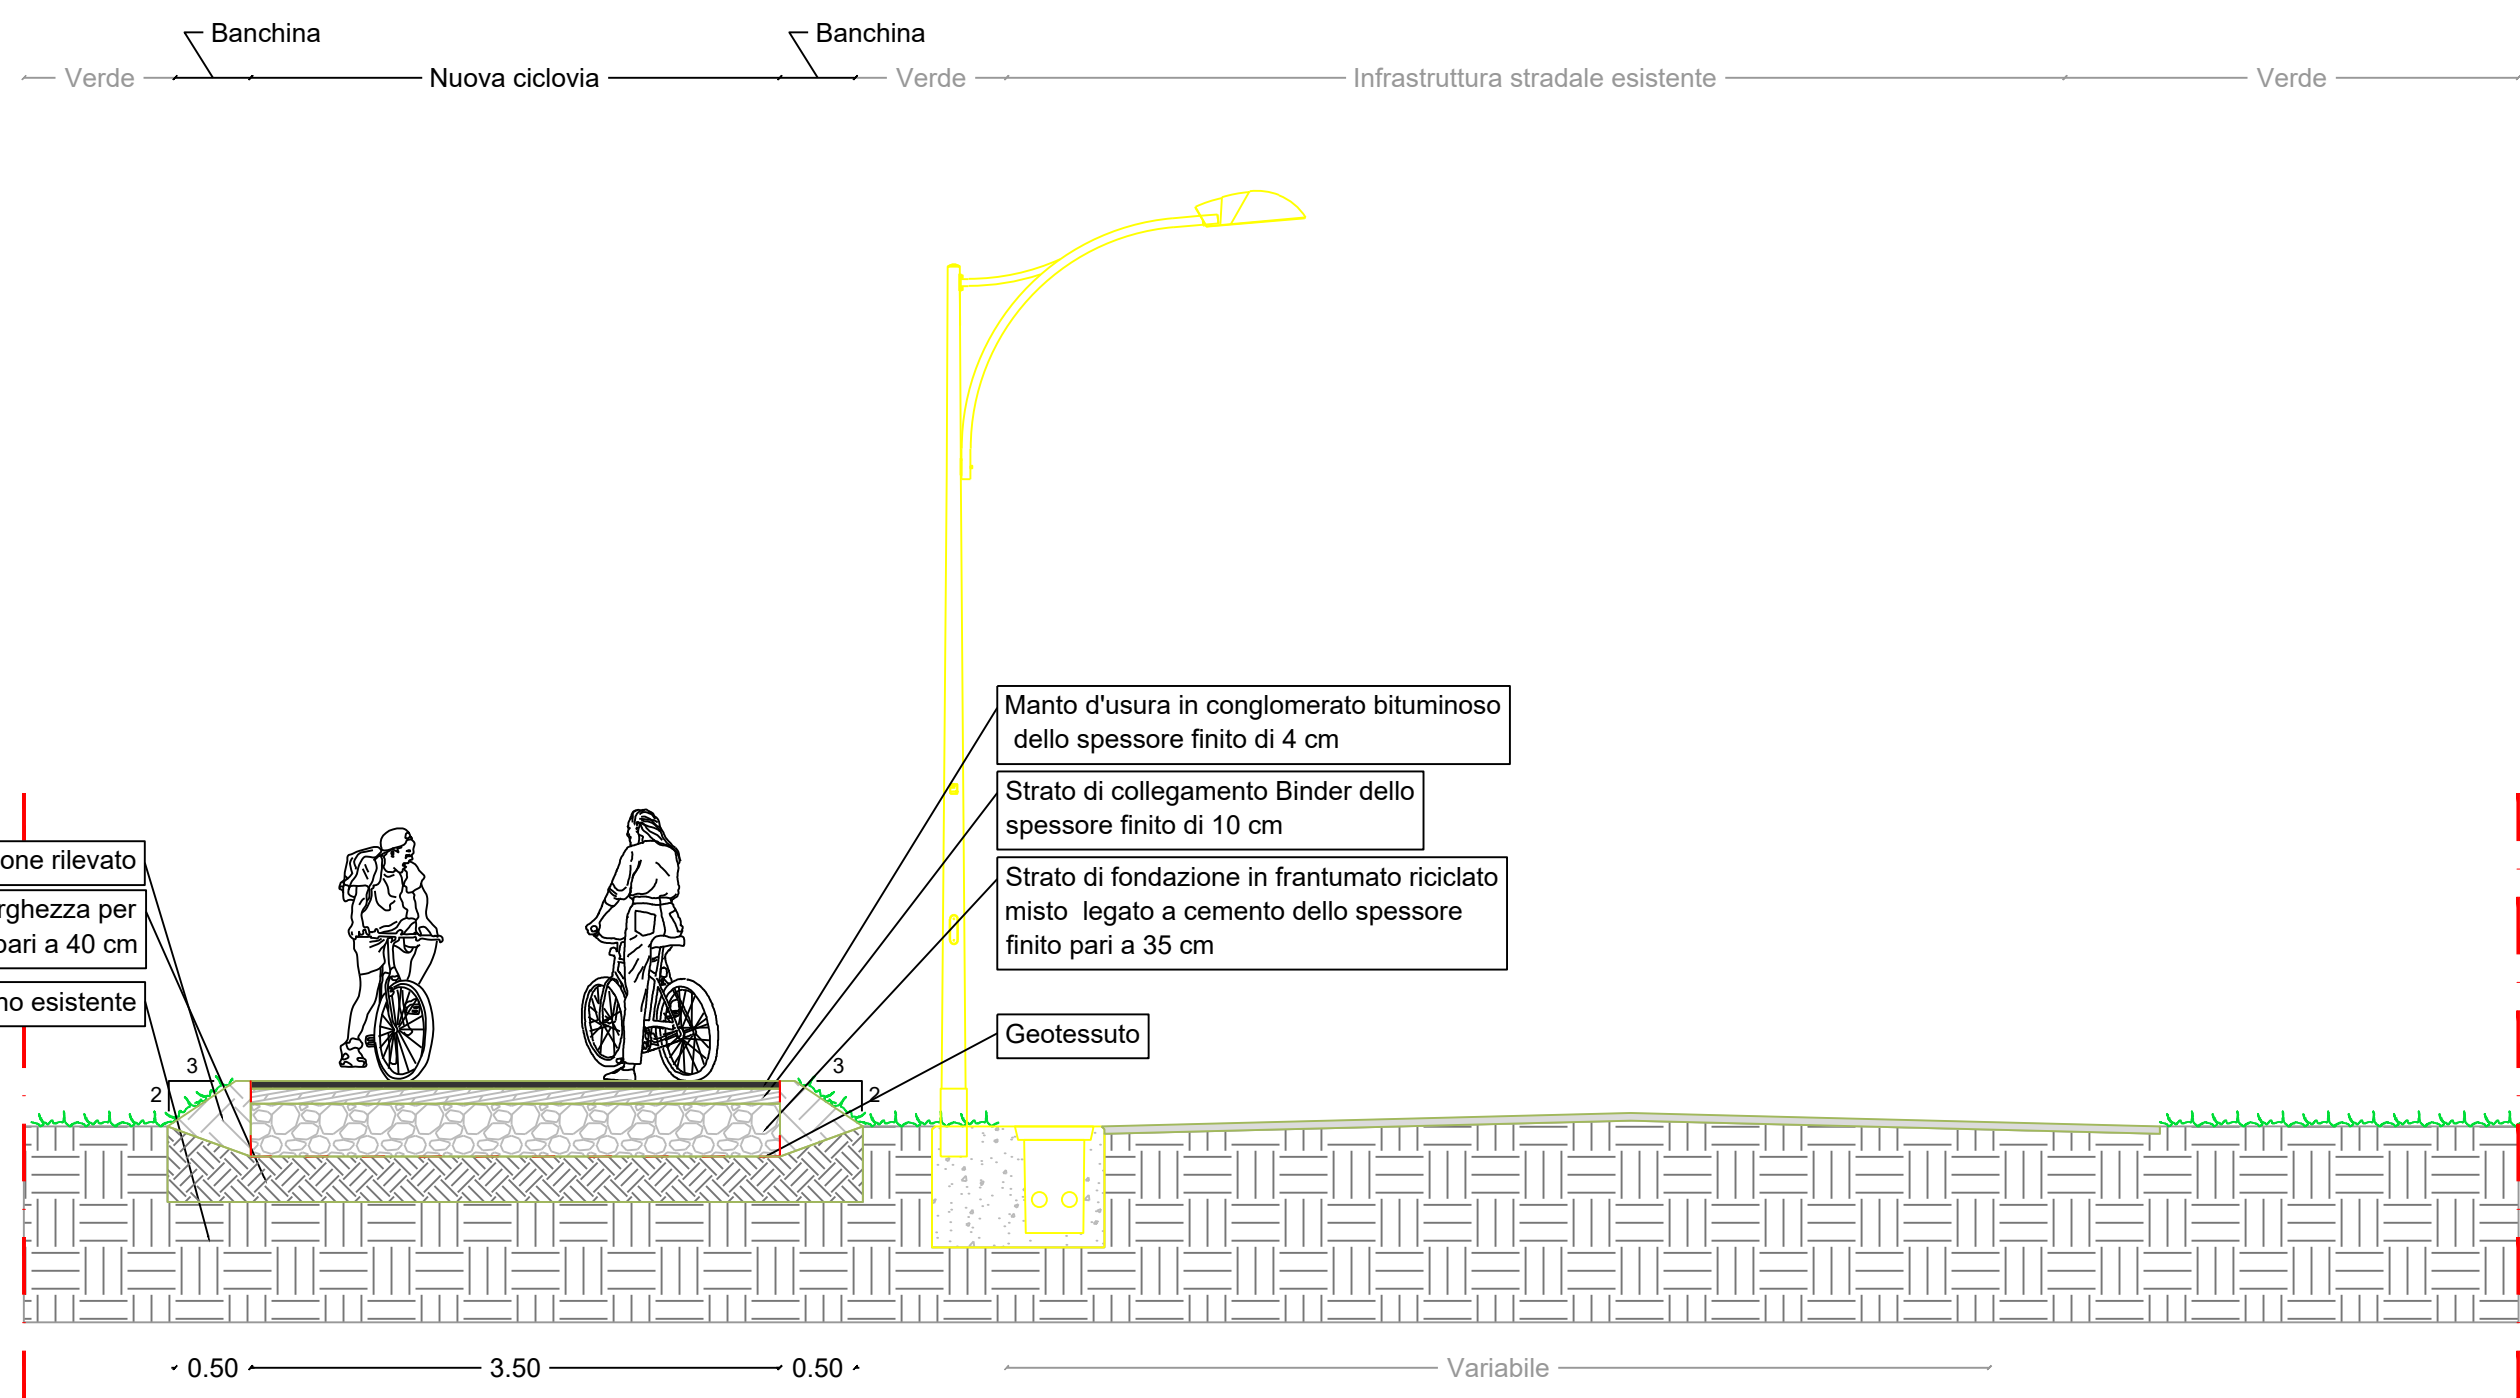 Banchina
Banchina
Verde
Nuova ciclovia
Verde
Infrastruttura stradale esistente
Verde
Manto d'usura in conglomerato bituminoso
dello spessore finito di 4 cm
Strato di collegamento Binder dello
spessore finito di 10 cm
Strato di fondazione in frantumato riciclato
misto legato a cemento dello spessore
finito pari a 35 cm
Geotessuto
rilevato
per
pari a 40 cm
esistente
3
2
3
2
0.50
3.50
0.50
Variabile